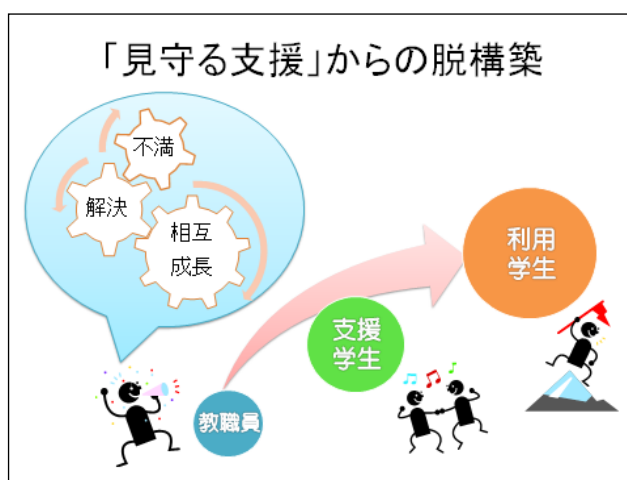 「見守る支援」からの脱構築
不満
解決
相互
成長
利用
学生
支援
学生
教職員